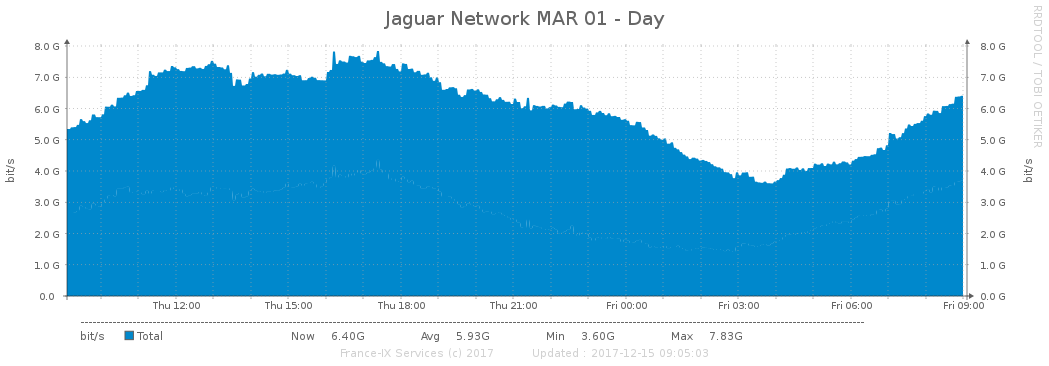 Jaguar Network MAR 01 - Day
RRDTOOL / TOBI OETIKER
bit/s
8.0 G
7.0 G
6.0 G
5.0 G
4.0 G
3.0 G
2.0 G
1.0 G
0.0
8.0 G
7.0 G
6.0 G
5.0 G
4.0 G
3.0 G
2.0 G
1.0 G
0.0 G
bit/s
Thu 12:00 Thu 15:00 Thu 18:00 Thu 21:00 Fri 00:00 Fri 03:00 Fri 06:00 Fri 09:00
bit/s Total Now 6.40G Avg 5.93G Min 3.60G Max 7.83G
France-IX Services (c) 2017 Updated : 2017-12-15 09:05:03